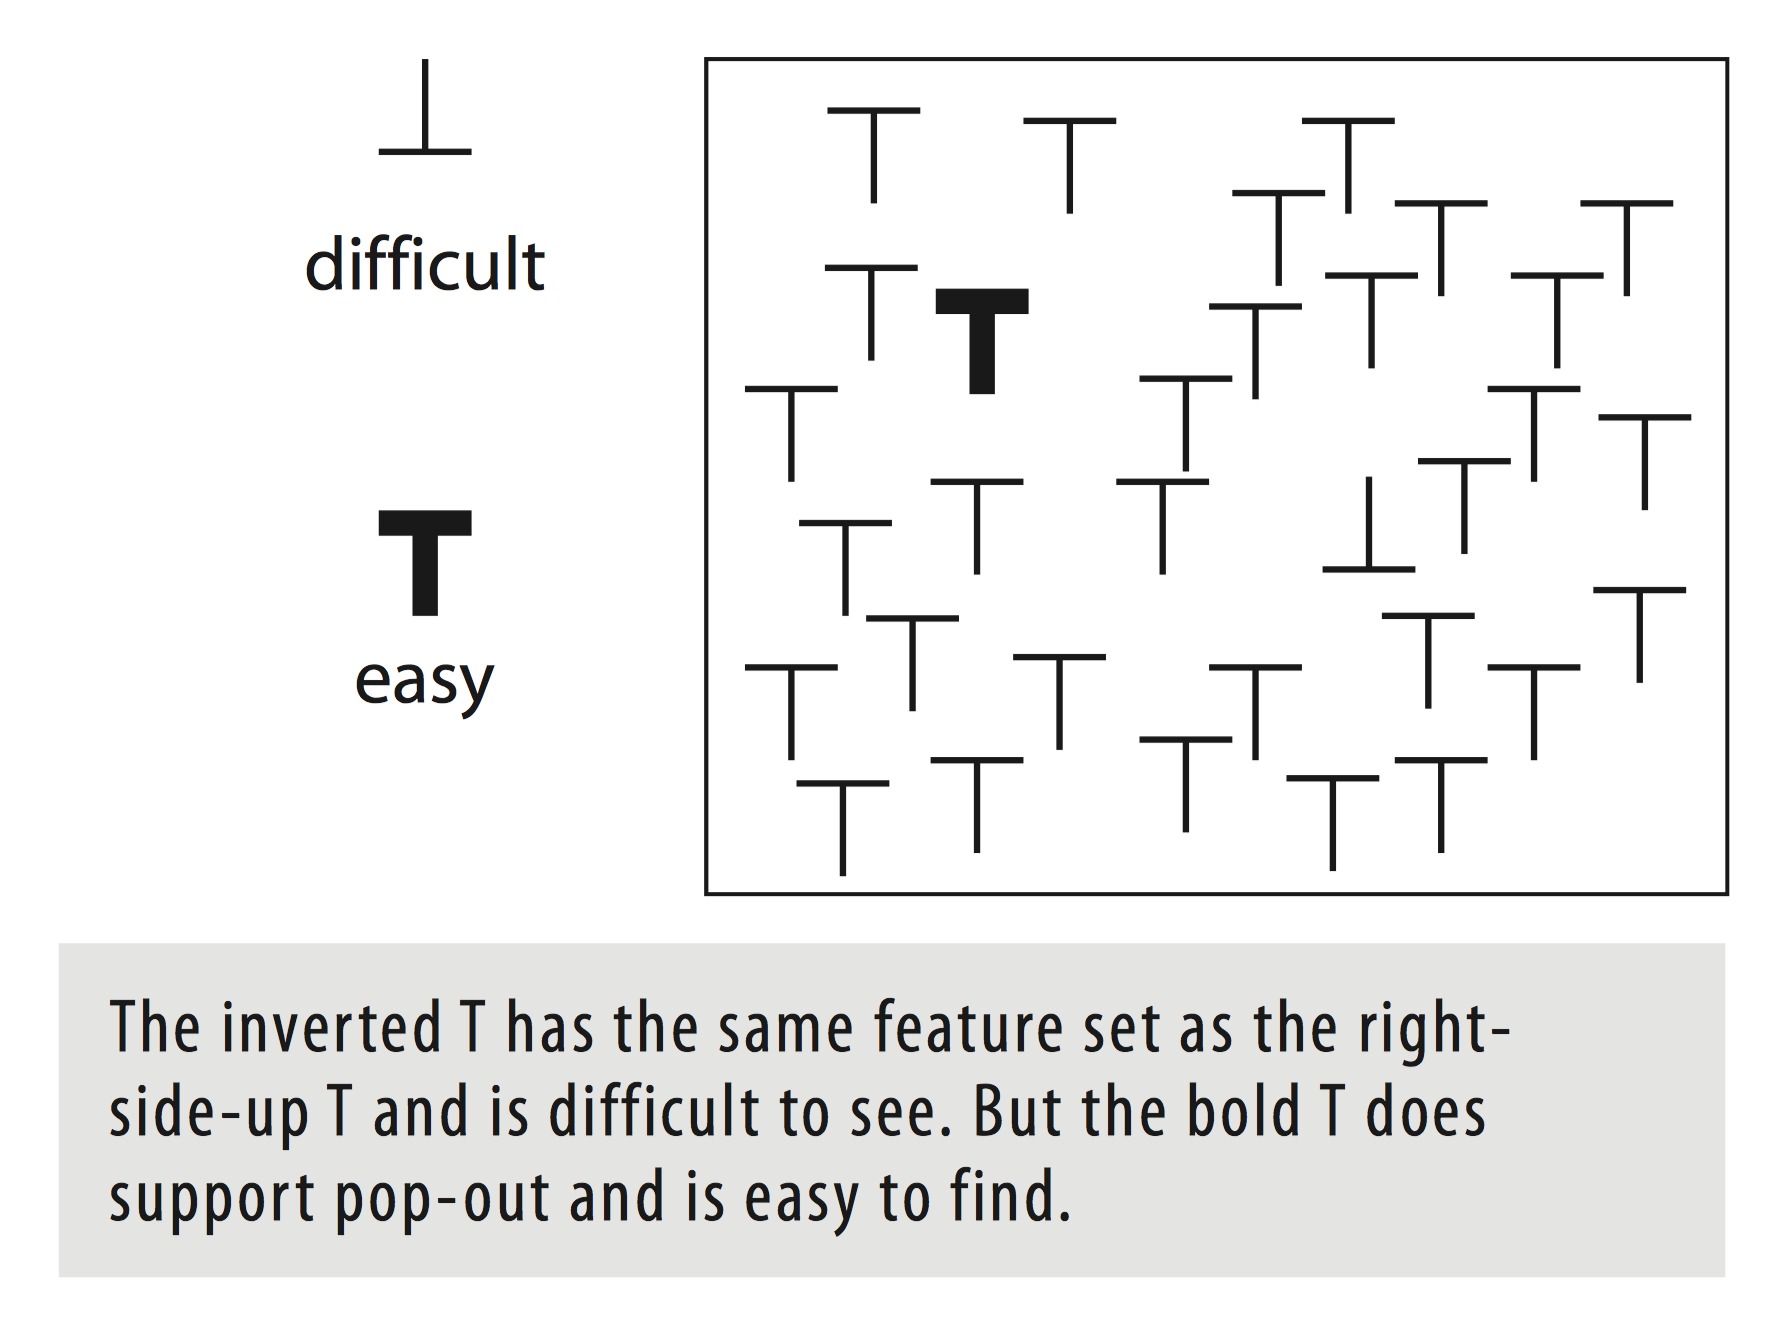 difficult
T
easy
The inverted T has the same feature set as the right-
side-up T and is difficult to see. But the bold T does
support pop-out and is easy to find.